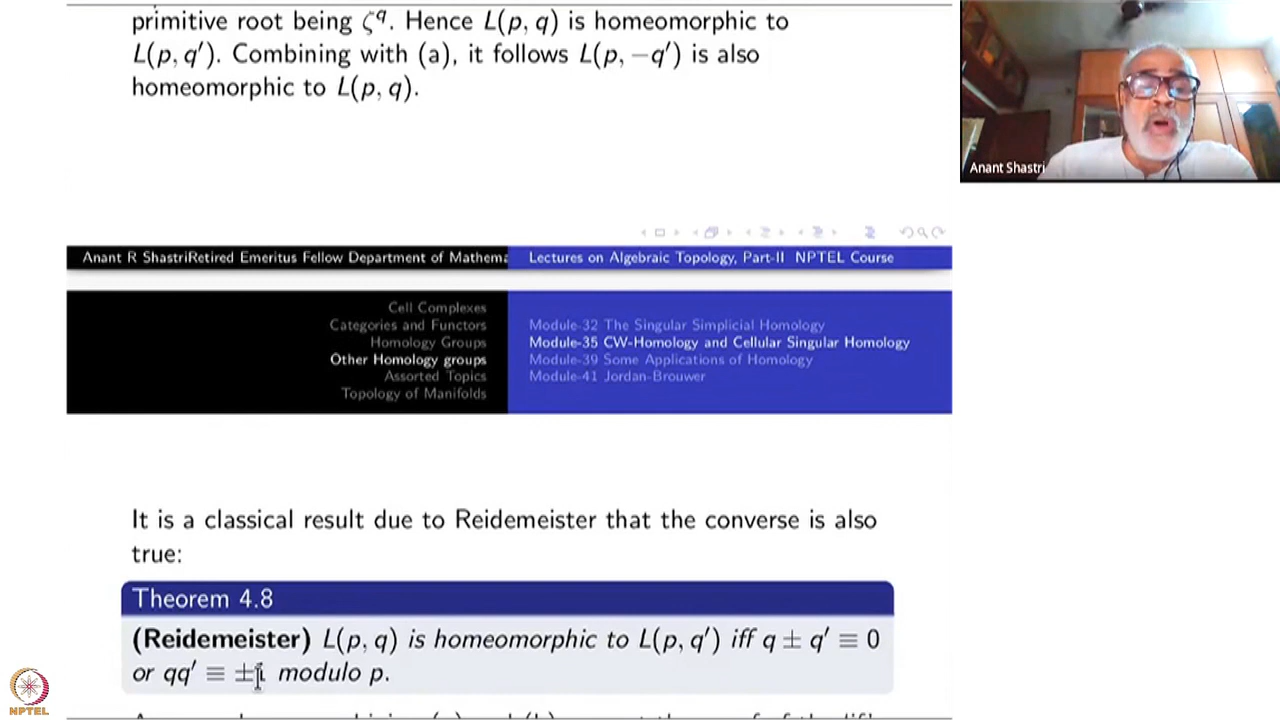 primitive root being ζ^q. Hence L(p, q) is homeomorphic to
L(p, q′). Combining with (a), it follows L(p, −q′) is also
homeomorphic to L(p, q).
Anant Shastri
Anant R ShastriRetired Emeritus Fellow Department of Mathema
Lectures on Algebraic Topology, Part-II NPTEL Course
Cell Complexes
Categories and Functors
Homology Groups
Other Homology groups
Assorted Topics
Topology of Manifolds
Module-32 The Singular Simplicial Homology
Module-35 CW-Homology and Cellular Singular Homology
Module-39 Some Applications of Homology
Module-41 Jordan-Brouwer
It is a classical result due to Reidemeister that the converse is also
true:
Theorem 4.8
(Reidemeister) L(p, q) is homeomorphic to L(p, q′) iff q ± q′ ≡ 0
or qq′ ≡ ±1 modulo p.
NPTEL